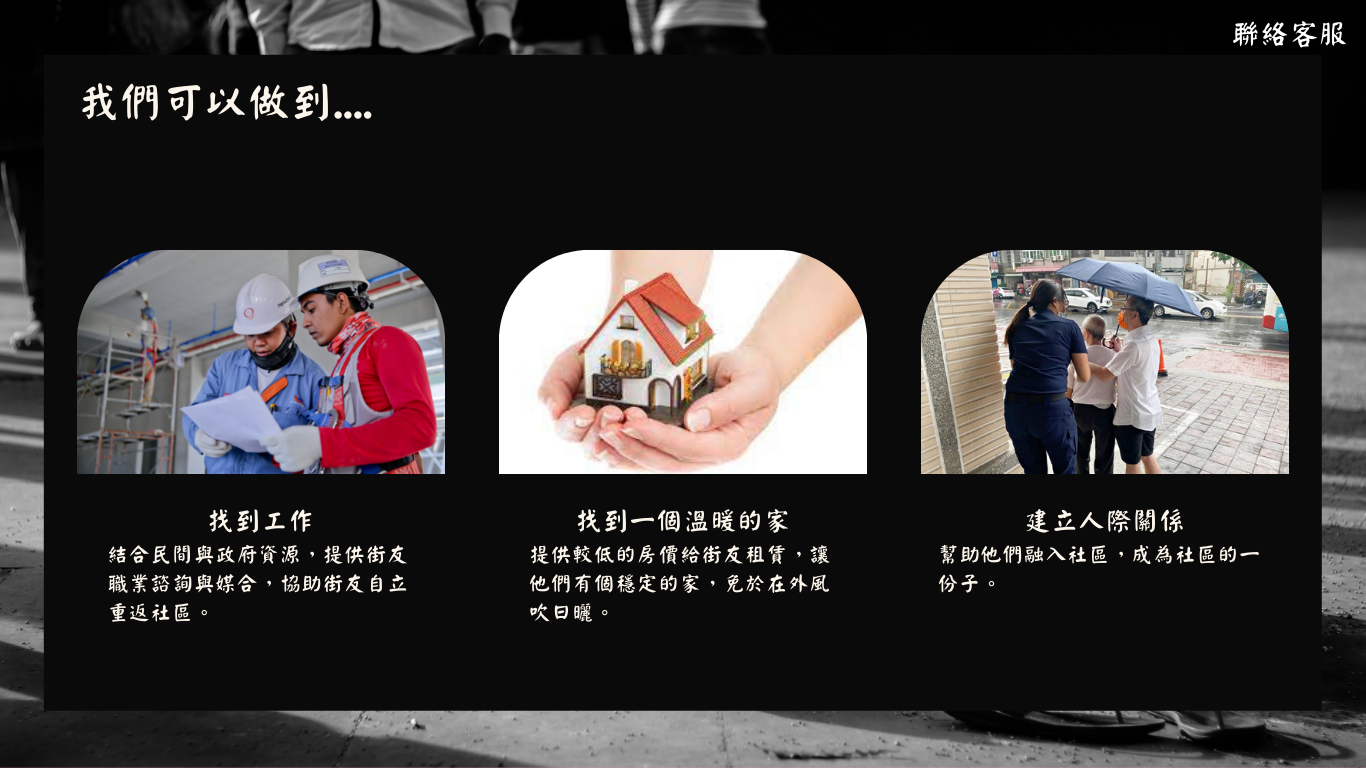 聯絡客服
我們可以做到....
找到工作
結合民間與政府資源，提供街友
職業諮詢與媒合，協助街友自立
重返社區。
找到一個溫暖的家
提供較低的房價給街友租賃，讓
他們有個穩定的家，免於在外風
吹日曬。
建立人際關係
幫助他們融入社區，成為社區的一
份子。